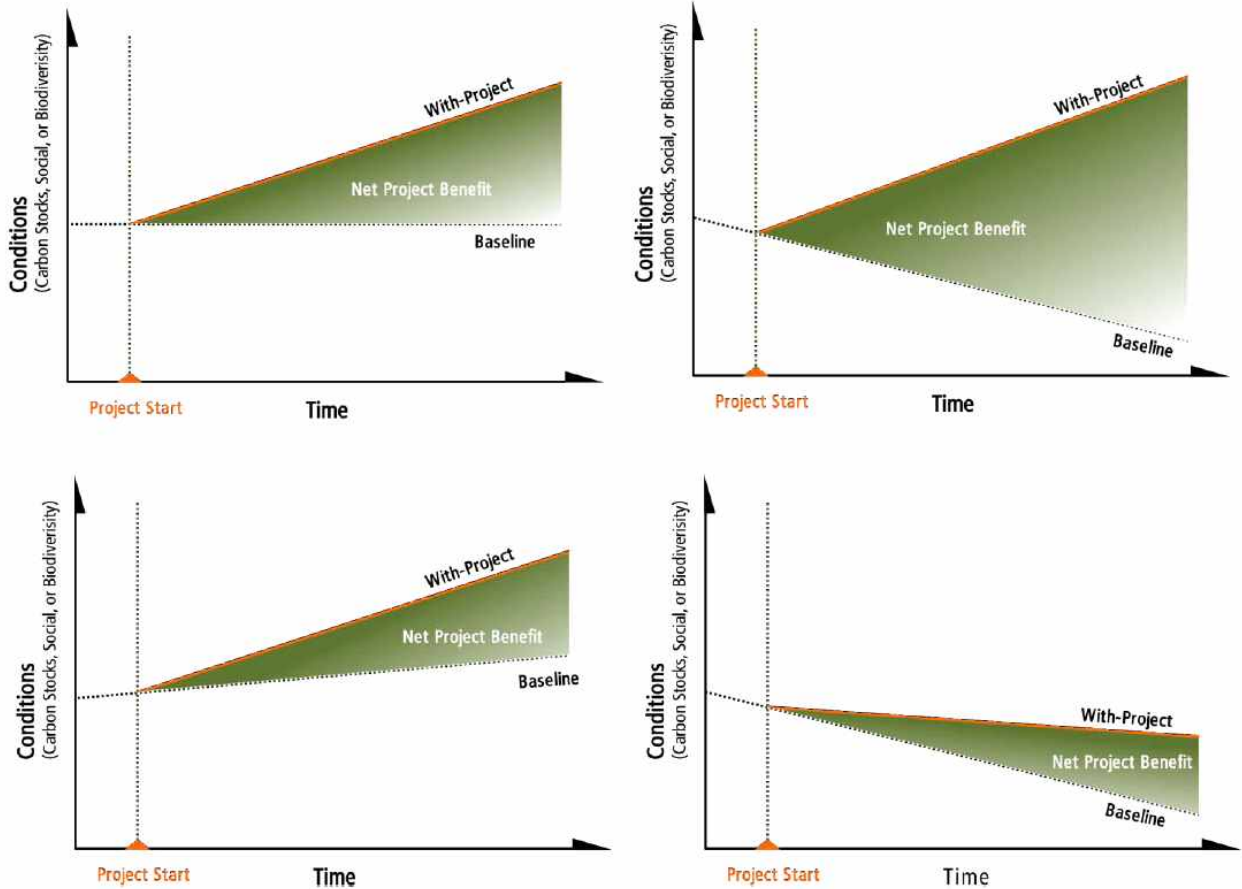 Conditions
(Carbon Stocks, Social, or Biodiverisity)
With-Project
Net Project Benefit
Baseline
Project Start
Time
Conditions
(Carbon Stocks, Social, or Biodiverisity)
With-Project
Net Project Benefit
Baseline
Project Start
Time
Conditions
(Carbon Stocks, Social, or Biodiverisity)
With-Project
Net Project Benefit
Baseline
Project Start
Time
Conditions
(Carbon Stocks, Social, or Biodiverisity)
With-Project
Net Project Benefit
Baseline
Project Start
Time